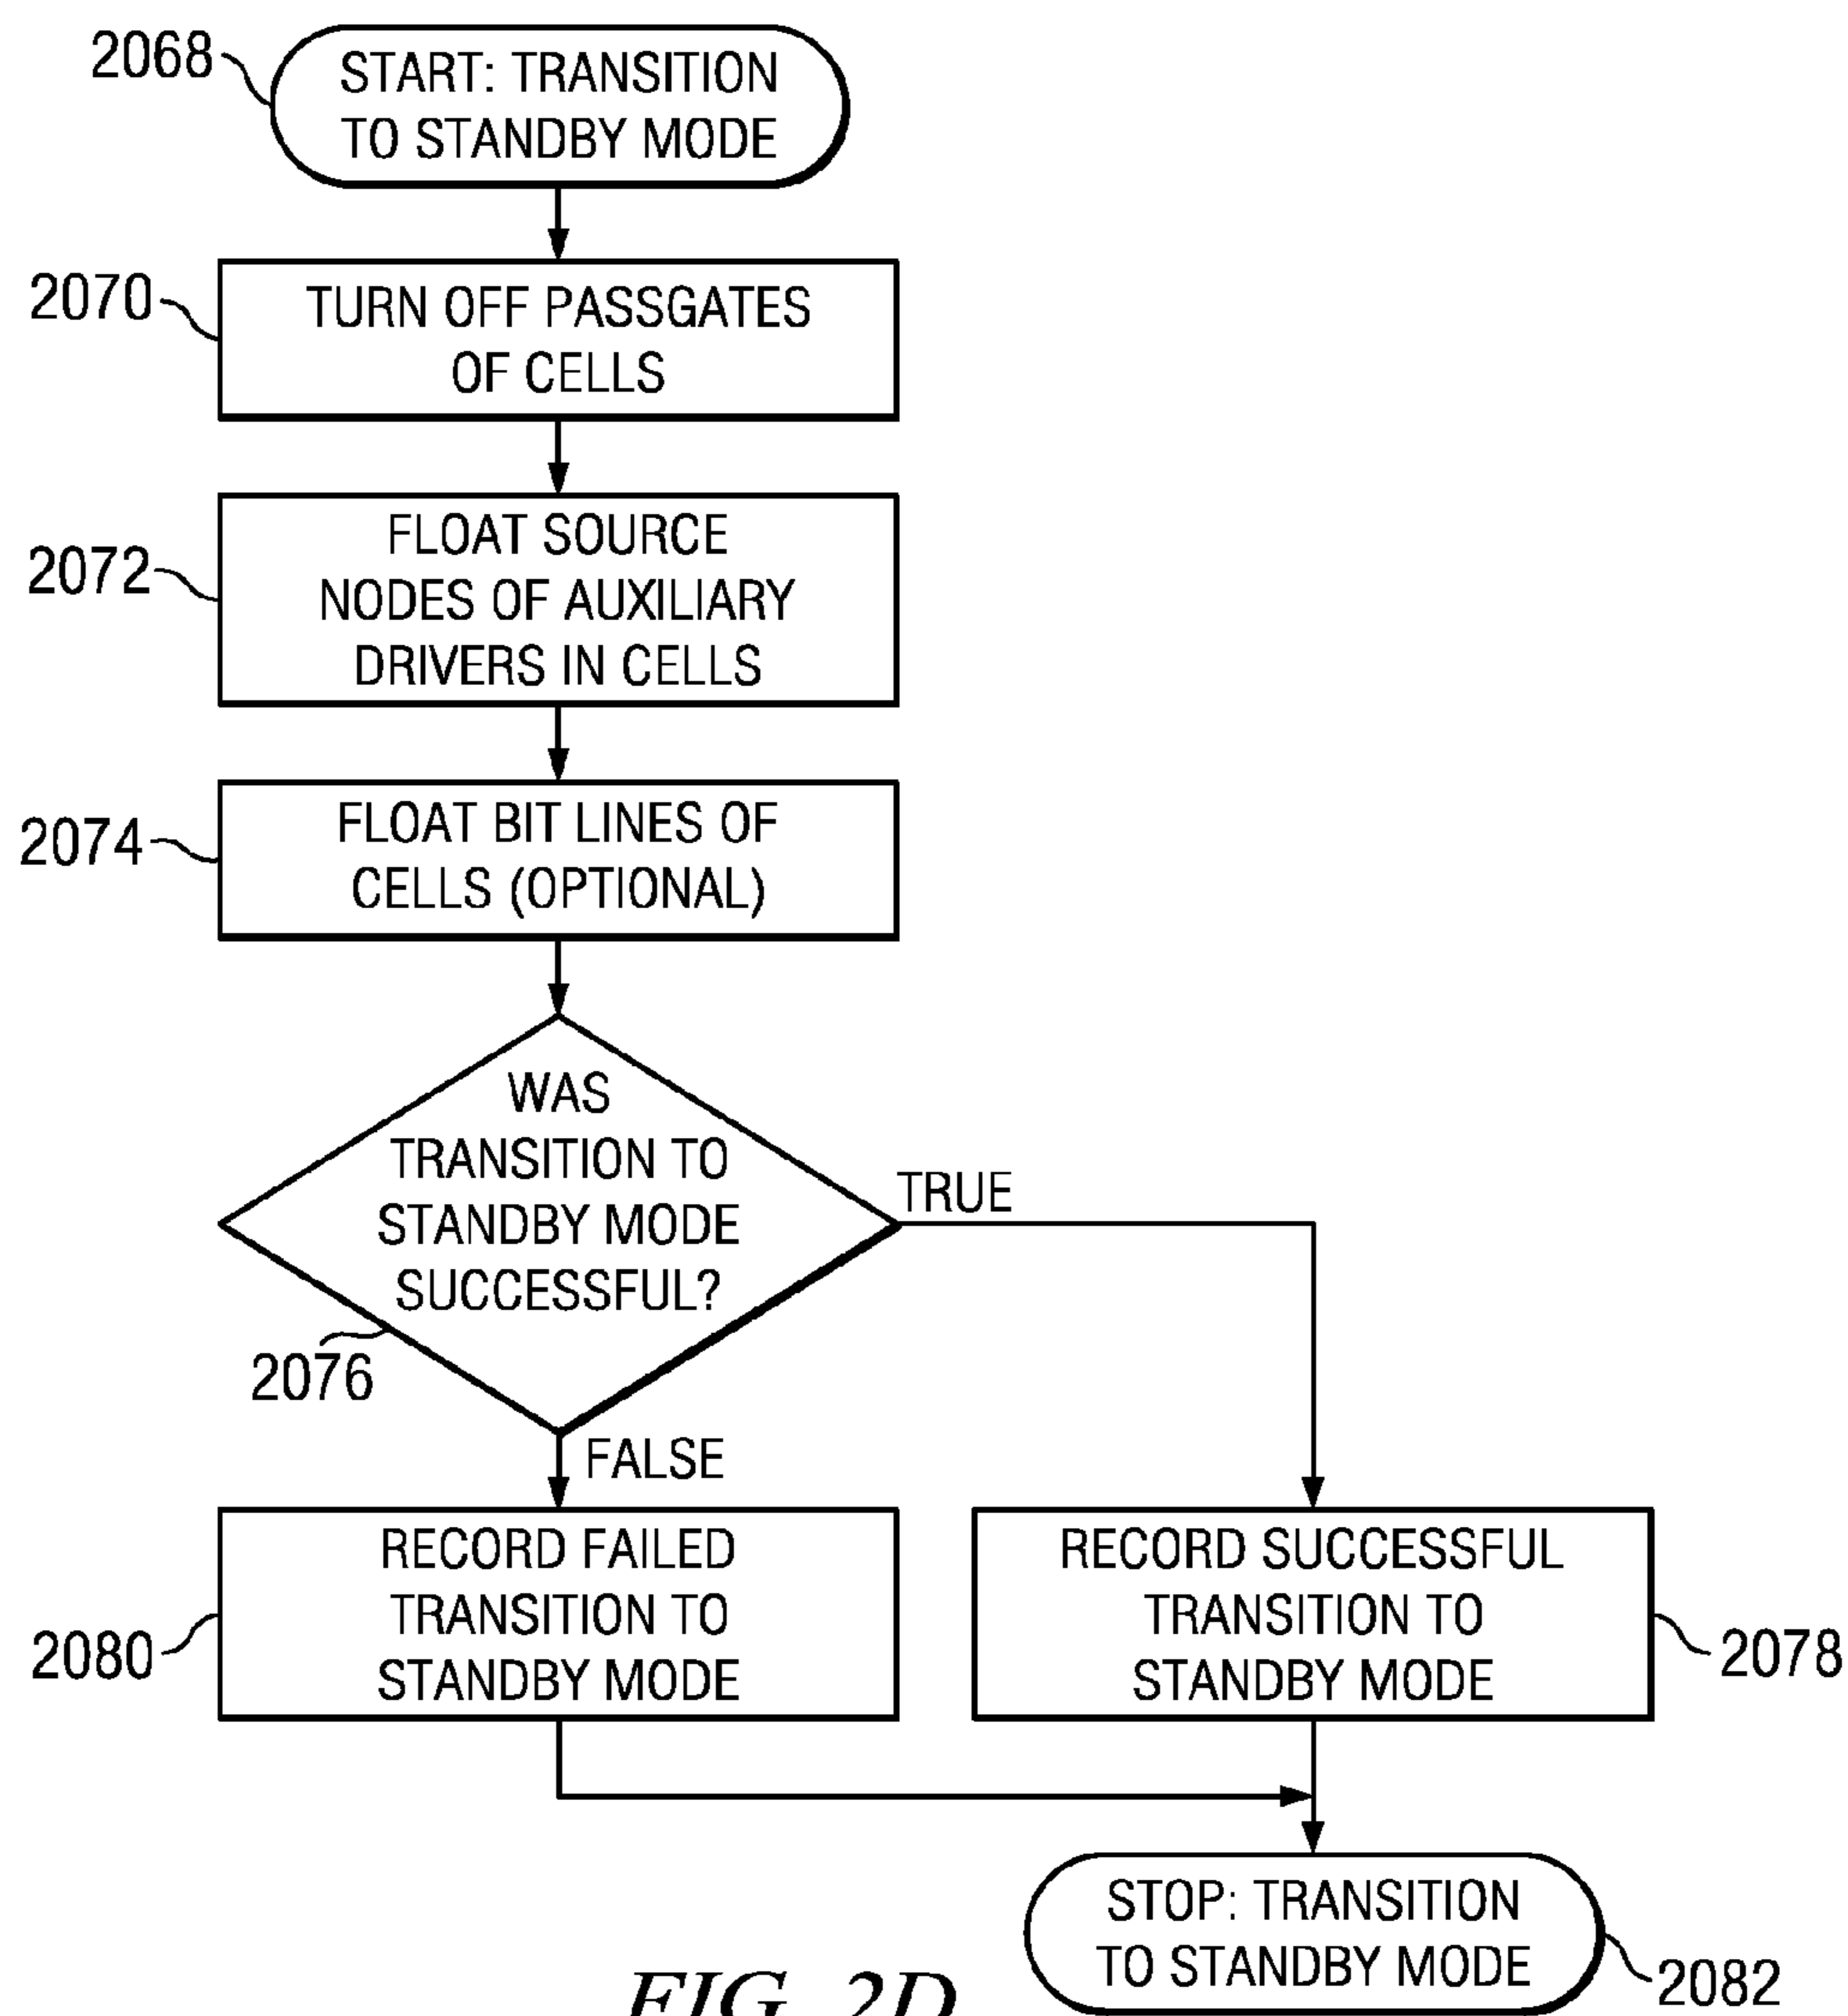 2068
START: TRANSITION
TO STANDBY MODE
2070
TURN OFF PASSGATES
OF CELLS
2072
FLOAT SOURCE
NODES OF AUXILIARY
DRIVERS IN CELLS
2074
FLOAT BIT LINES OF
CELLS (OPTIONAL)
WAS
TRANSITION TO
STANDBY MODE
SUCCESSFUL?
TRUE
2076
FALSE
2080
RECORD FAILED
TRANSITION TO
STANDBY MODE
RECORD SUCCESSFUL
TRANSITION TO
STANDBY MODE
2078
STOP: TRANSITION
TO STANDBY MODE
2082
FIG. 2D